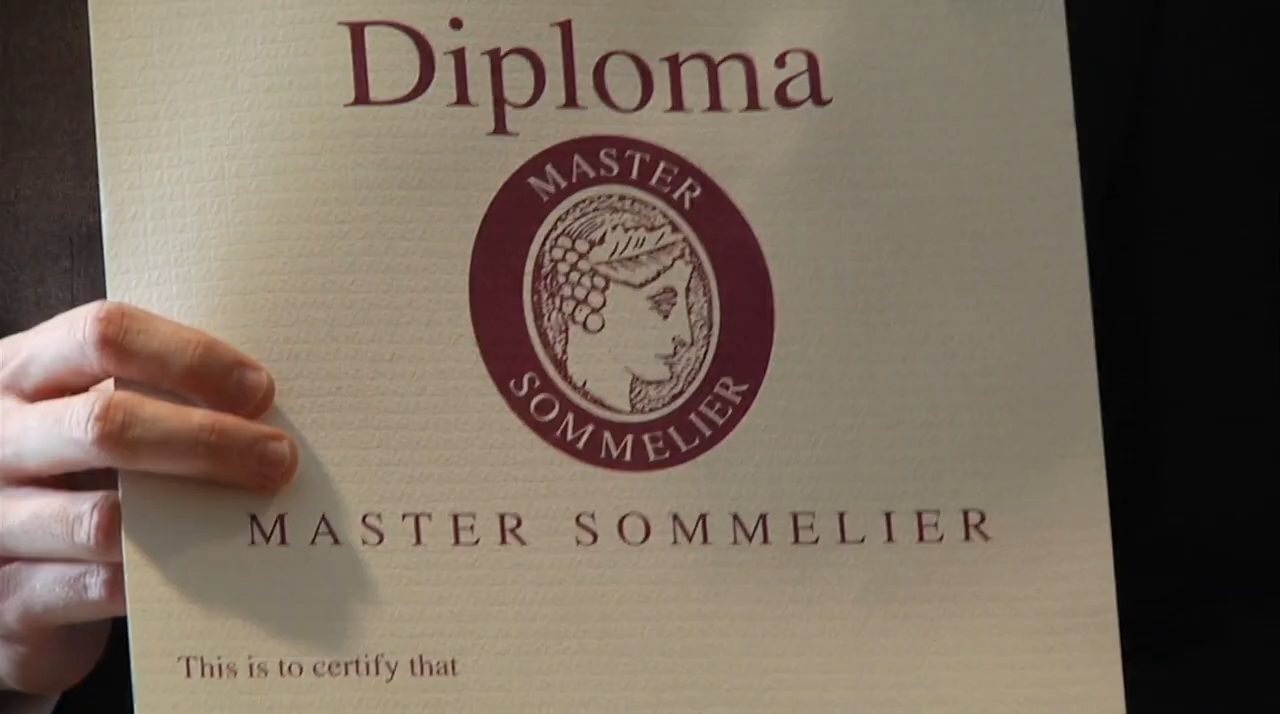 Diploma
MASTER
SOMMELIER
MASTER SOMMELIER
This is to certify that